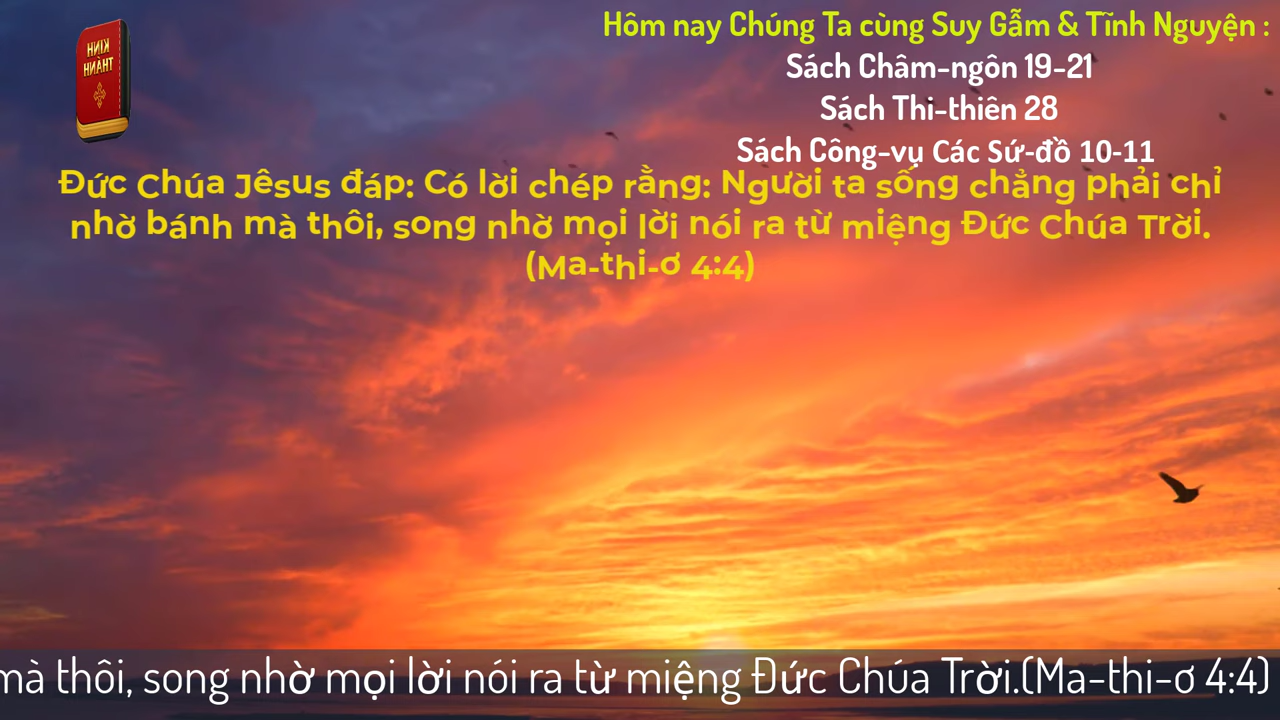 KINH
THÁNH
Hôm nay Chúng Ta cùng Suy Gẫm & Tĩnh Nguyện :
Sách Châm-ngôn 19-21
Sách Thi-thiên 28
Sách Công-vụ Các Sứ-đồ 10-11
Đức Chúa Jêsus đáp: Có lời chép rằng: Người ta sống chẳng phải chỉ
nhờ bánh mà thôi, song nhờ mọi lời nói ra từ miệng Đức Chúa Trời.
(Ma-thi-ơ 4:4)
mà thôi, song nhờ mọi lời nói ra từ miệng Đức Chúa Trời.(Ma-thi-ơ 4:4)